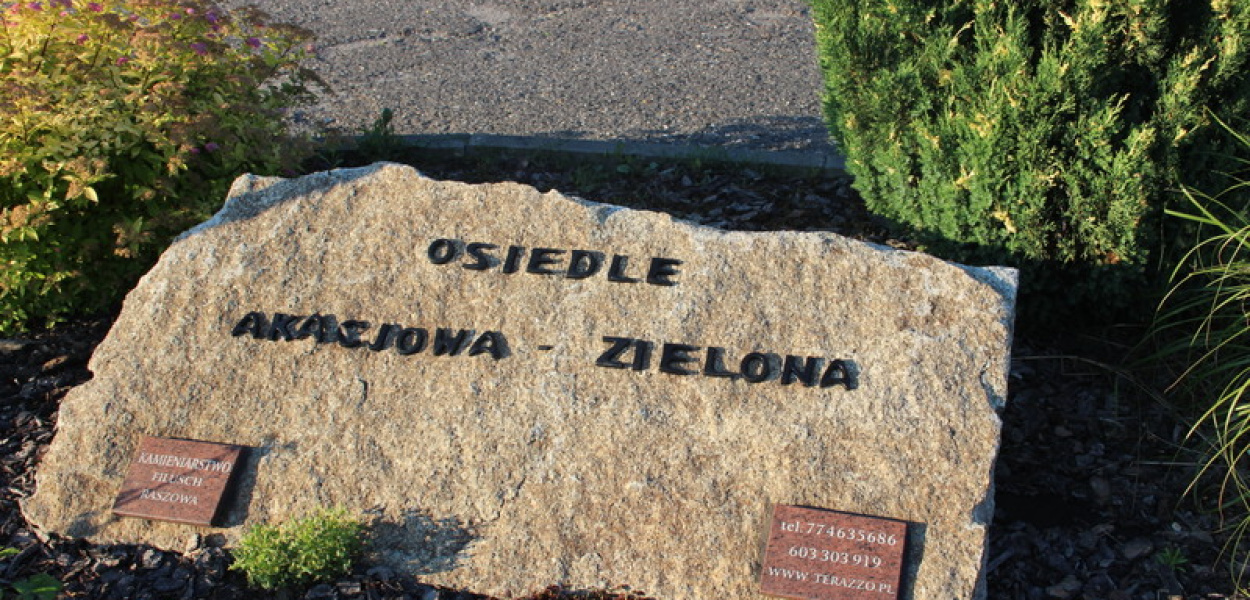 OSIEDLE
AKACJOWA - ZIELONA
KAMIENIARSTWO
FILUSCH
RASZOWA
tel. 774635686
603 303 919
WWW. TERAZZO.PL